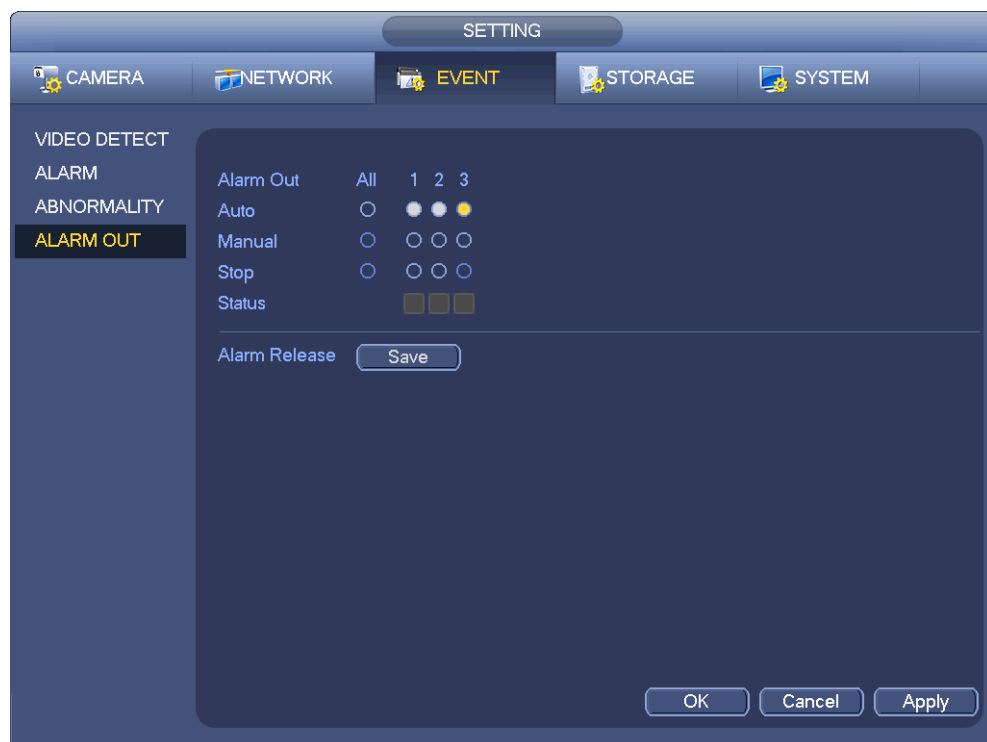 SETTING
CAMERA NETWORK EVENT STORAGE SYSTEM
VIDEO DETECT
ALARM
ABNORMALITY
ALARM OUT
Alarm Out All 1 2 3
Auto
Manual
Stop
Status
Alarm Release Save
OK Cancel Apply